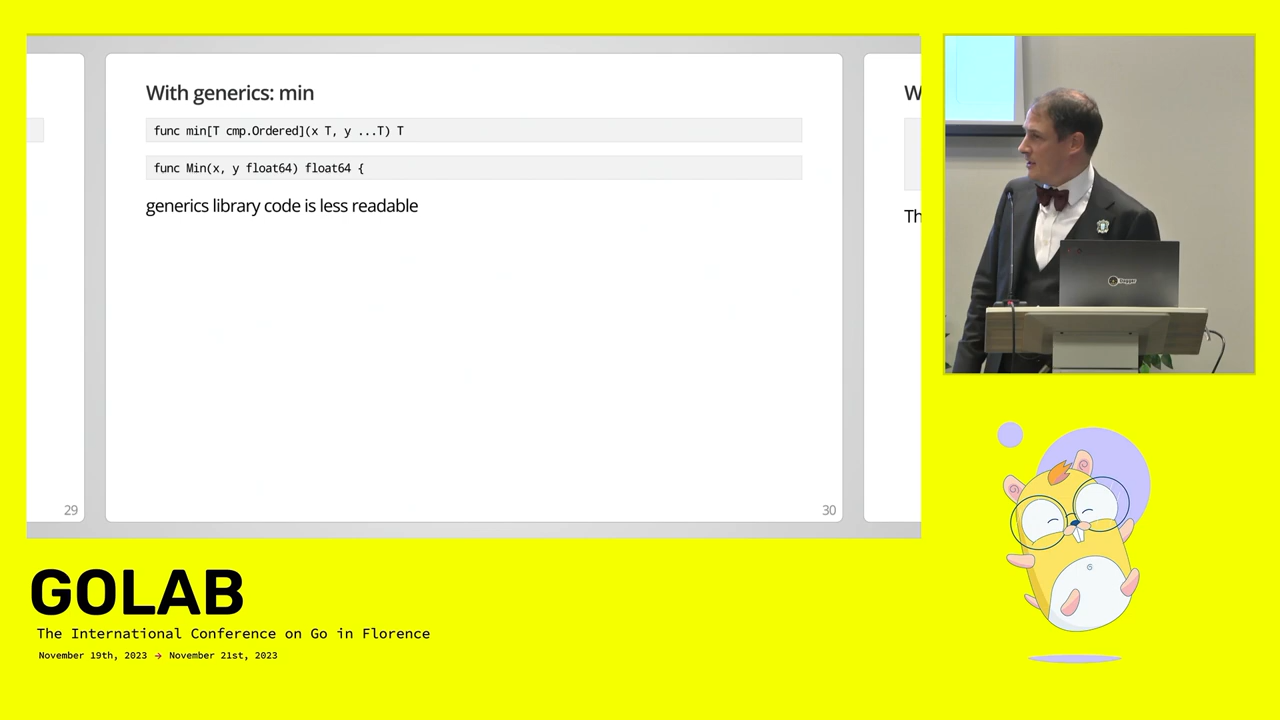 With generics: min
func min[T cmp.Ordered](x T, y ...T) T
func Min(x, y float64) float64 {
generics library code is less readable
29
30
W
Th
GOLAB
The International Conference on Go in Florence
November 19th, 2023 → November 21st, 2023